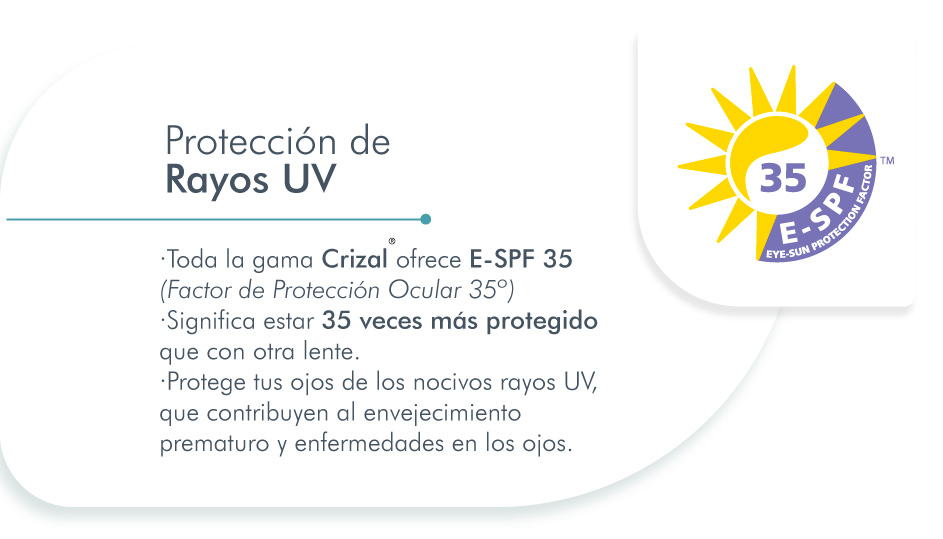 Protección de
Rayos UV
·Toda la gama Crizal® ofrece E-SPF 35
(Factor de Protección Ocular 35º)
·Significa estar 35 veces más protegido
que con otra lente.
·Protege tus ojos de los nocivos rayos UV,
que contribuyen al envejecimiento
prematuro y enfermedades en los ojos.
35
E-SPF
EYE-SUN PROTECTION FACTOR
TM